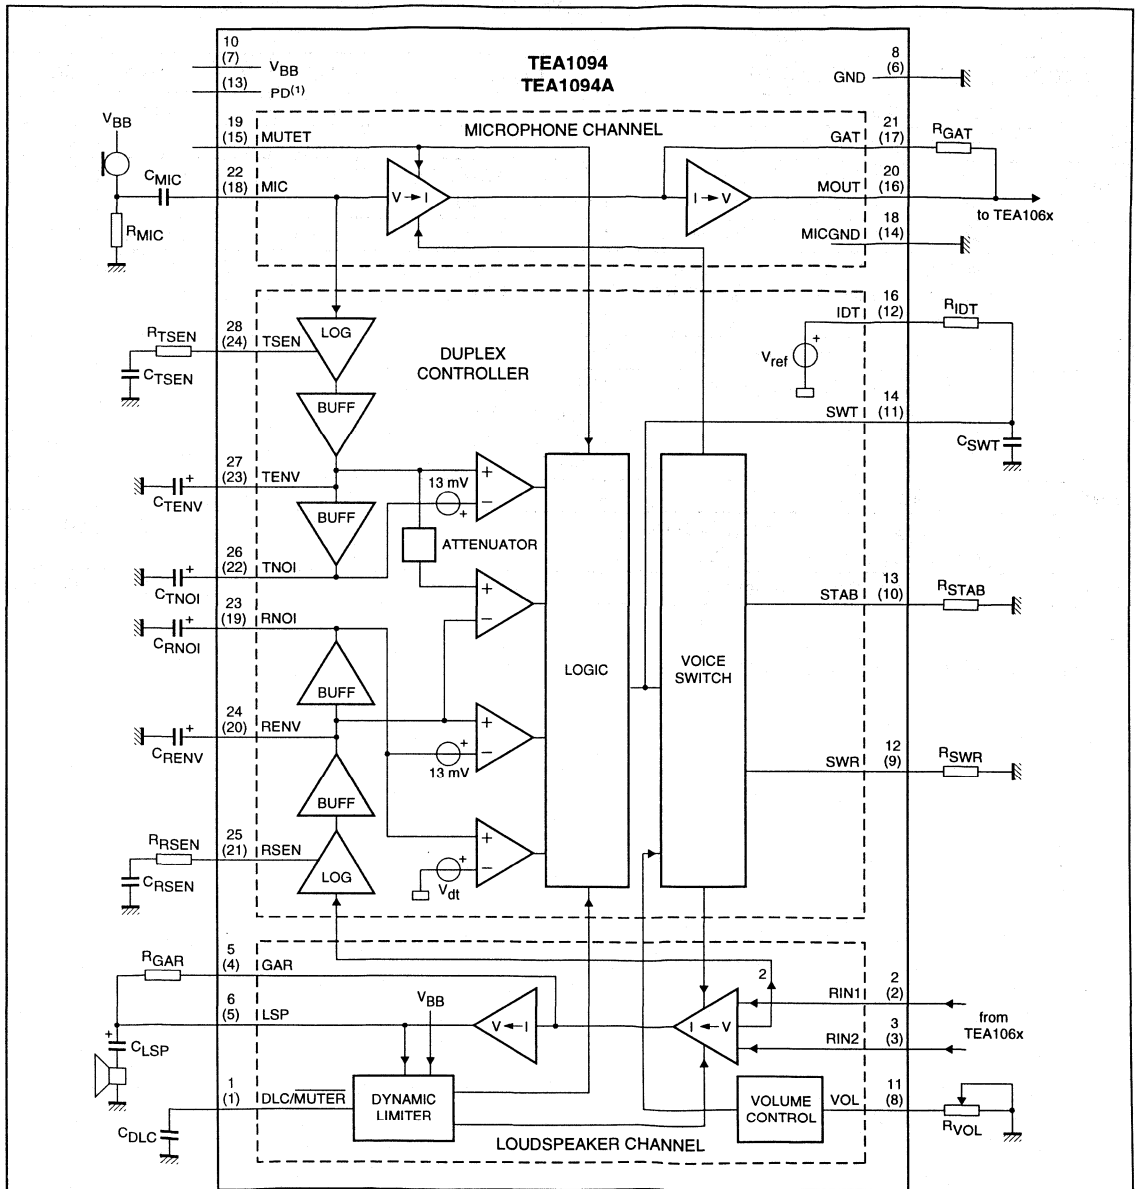 TEA1094
TEA1094A
10
(7)
VBB
(13)
PD(1)
8
(6)
GND
MICROPHONE CHANNEL
VBB
19
(15)
MUTET
GAT
21
(17)
RGAT
CMIC
22
(18)
MIC
V→I
I→V
MOUT
20
(16)
to TEA106x
RMIC
MICGND
18
(14)
DUPLEX
CONTROLLER
IDT
16
(12)
RIDT
Vref
+
RTSEN
28
(24)
TSEN
LOG
CTSEN
BUFF
SWT
14
(11)
CSWT
27
(23)
TENV
+
CTENV
13 mV
+
+
−
BUFF
ATTENUATOR
26
(22)
TNOI
+
CTNOI
+
−
STAB
13
(10)
RSTAB
23
(19)
RNOI
+
CRNOI
BUFF
LOGIC
VOICE
SWITCH
24
(20)
RENV
+
CRENV
+
−
13 mV
SWR
12
(9)
RSWR
BUFF
RRSEN
25
(21)
RSEN
+
−
+
Vdt
LOG
CRSEN
RGAR
5
(4)
GAR
2
RIN1
2
(2)
6
(5)
LSP
VBB
V←I
I←V
from
TEA106x
RIN2
3
(3)
+
CLSP
1
(1)
DLC/MUTER
DYNAMIC
LIMITER
VOLUME
CONTROL
VOL
11
(8)
RVOL
CDLC
LOUDSPEAKER CHANNEL